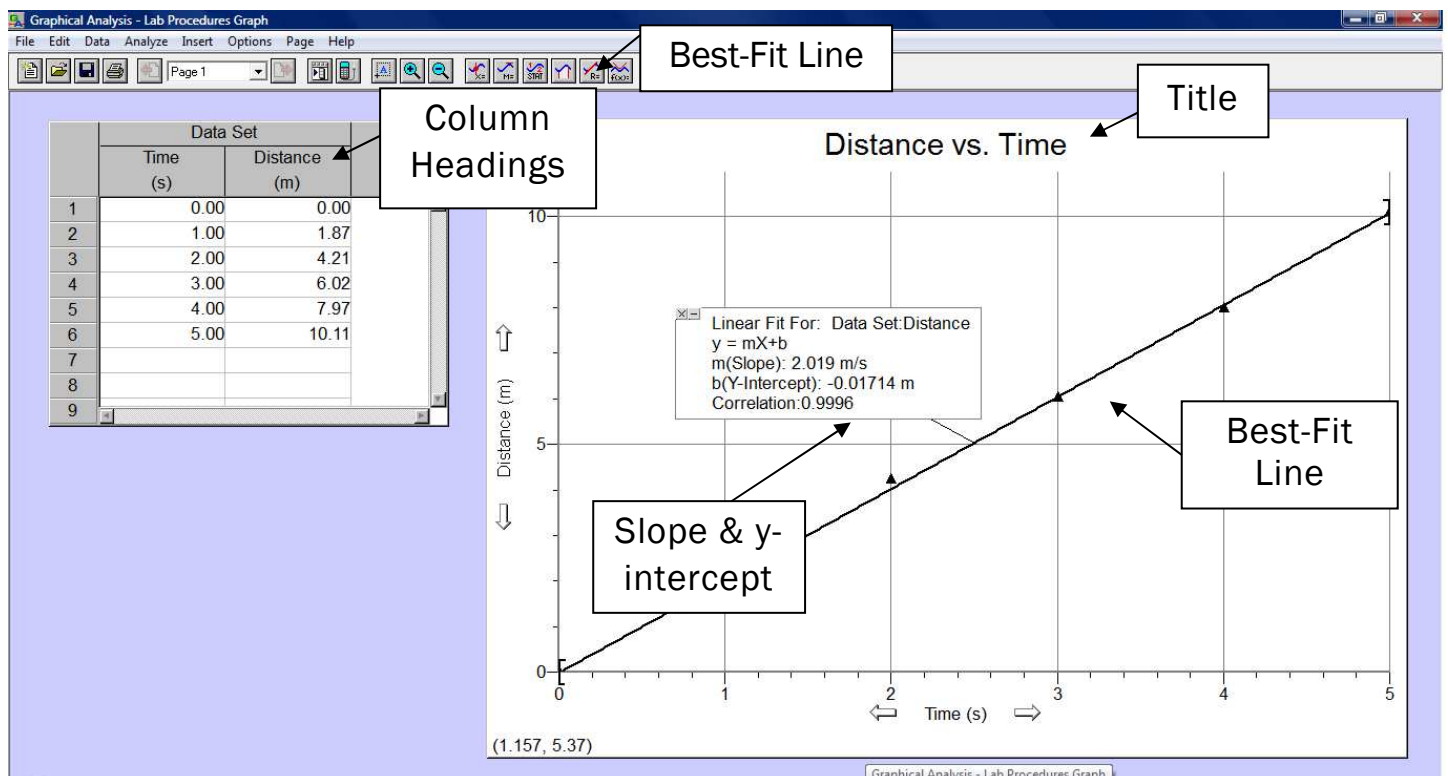 Graphical Analysis - Lab Procedures Graph
File Edit Data Analyze Insert Options Page Help
Page 1
X= M= STAT R= f(x)=
Best-Fit Line
Title
Column
Headings
Data Set
Time Distance
(s) (m)
1 0.00 0.00
2 1.00 1.87
3 2.00 4.21
4 3.00 6.02
5 4.00 7.97
6 5.00 10.11
7
8
9
Distance vs. Time
10
5
0
Distance (m)
Linear Fit For: Data Set:Distance
y = mX+b
m(Slope): 2.019 m/s
b(Y-Intercept): -0.01714 m
Correlation:0.9996
Best-Fit
Line
Slope & y-
intercept
0 1 2 3 4 5
Time (s)
(1.157, 5.37)
Graphical Analysis - Lab Procedures Graph